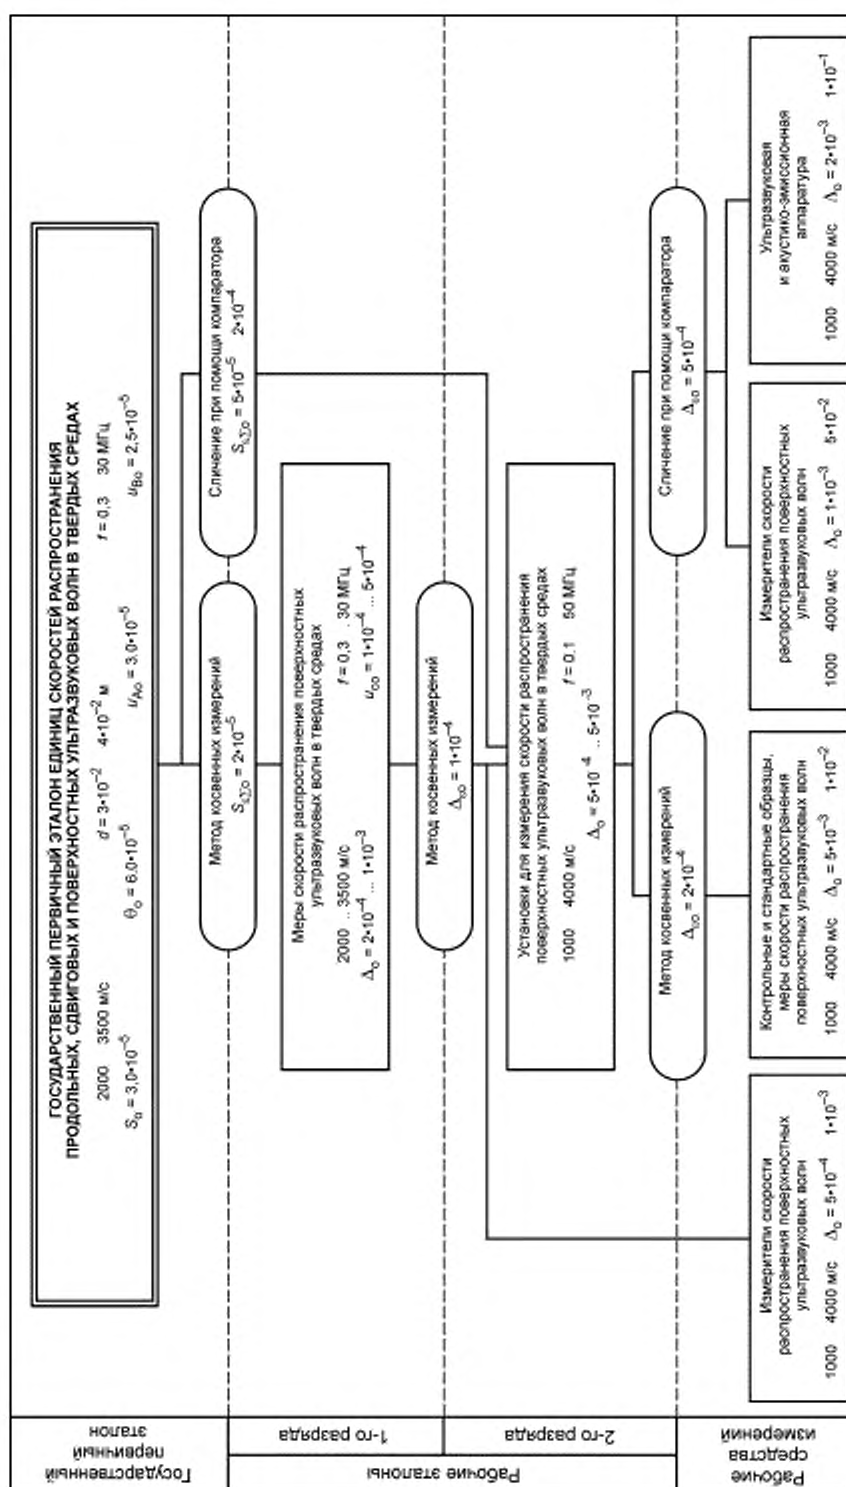 Государственный
первичный
эталон
ГОСУДАРСТВЕННЫЙ ПЕРВИЧНЫЙ ЭТАЛОН ЕДИНИЦ СКОРОСТЕЙ РАСПРОСТРАНЕНИЯ
ПРОДОЛЬНЫХ, СДВИГОВЫХ И ПОВЕРХНОСТНЫХ УЛЬТРАЗВУКОВЫХ ВОЛН В ТВЕРДЫХ СРЕДАХ
2000 3500 м/с d = 3•10⁻² 4•10⁻² м f = 0,3 30 МГц
S₀ = 3,0•10⁻⁵ Θ₀ = 6,0•10⁻⁵ u_A0 = 3,0•10⁻⁵ u_B0 = 2,5•10⁻⁵
Метод косвенных измерений
S_ΣO = 2•10⁻⁵
Сличение при помощи компаратора
S_ΣO = 5•10⁻⁵ 2•10⁻⁴
Рабочие эталоны
1-го разряда
Меры скорости распространения поверхностных
ультразвуковых волн в твердых средах
2000 .. 3500 м/с f = 0,3 . 30 МГц
Δ₀ = 2•10⁻⁴ ... 1•10⁻³ u_c0 = 1•10⁻⁴ ... 5•10⁻⁴
Метод косвенных измерений
Δ_c0 = 1•10⁻⁴
2-го разряда
Установки для измерения скорости распространения
поверхностных ультразвуковых волн в твердых средах
1000 4000 м/с f = 0,1 50 МГц
Δ₀ = 5•10⁻⁴ .. 5•10⁻³
Метод косвенных измерений
Δ_c0 = 2•10⁻⁴
Сличение при помощи компаратора
Δ_c0 = 5•10⁻⁴
Рабочие
средства
измерений
Измерители скорости
распространения поверхностных
ультразвуковых волн
1000 4000 м/с Δ₀ = 5•10⁻⁴ 1•10⁻³
Контрольные и стандартные образцы,
меры скорости распространения
поверхностных ультразвуковых волн
1000 4000 м/с Δ₀ = 5•10⁻³ 1•10⁻²
Измерители скорости
распространения поверхностных
ультразвуковых волн
1000 4000 м/с Δ₀ = 1•10⁻³ 5•10⁻²
Ультразвуковая
и акустико-эмиссионная
аппаратура
1000 4000 м/с Δ₀ = 2•10⁻³ 1•10⁻¹